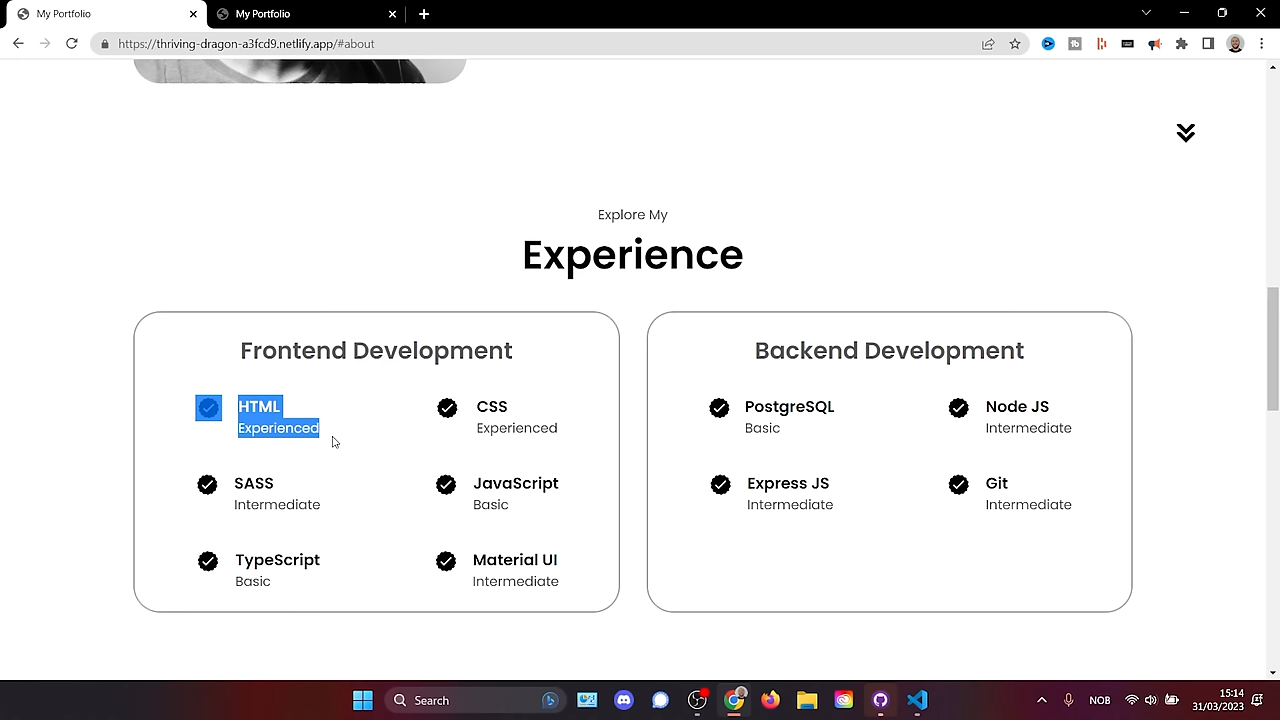 My Portfolio
My Portfolio
https://thriving-dragon-a3fcd9.netlify.app/#about
Explore My
Experience
Frontend Development
HTML
Experienced
CSS
Experienced
SASS
Intermediate
JavaScript
Basic
TypeScript
Basic
Material UI
Intermediate
Backend Development
PostgreSQL
Basic
Node JS
Intermediate
Express JS
Intermediate
Git
Intermediate
Search
NOB
15:14
31/03/2023